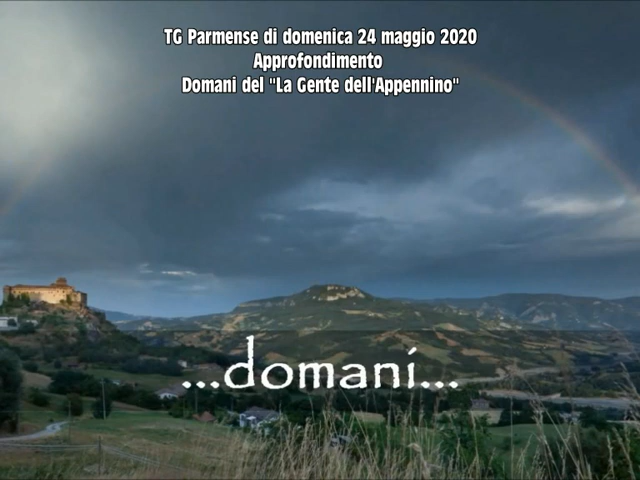 TG Parmense di domenica 24 maggio 2020
Approfondimento
Domani del "La Gente dell'Appennino"
...domani...